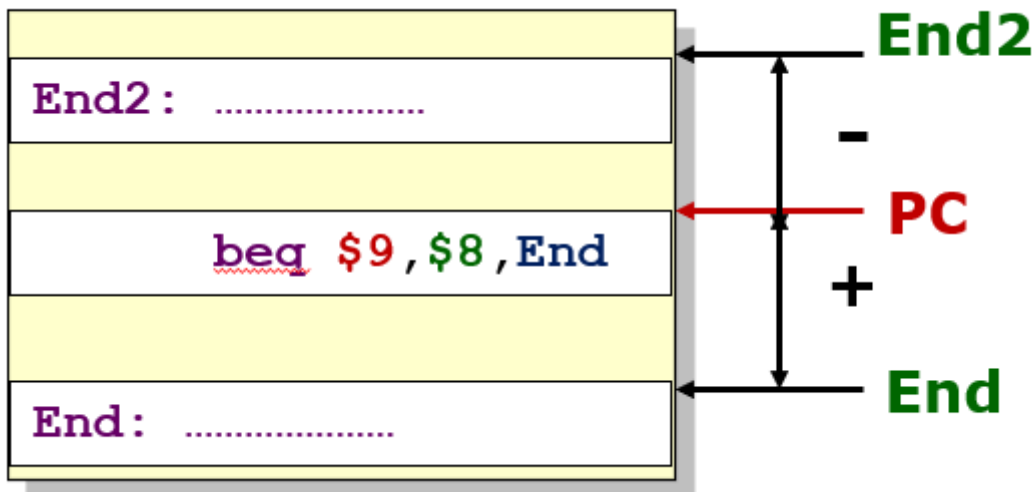 End2
End2: .....................
-
PC
beq $9,$8,End
+
End
End: .....................